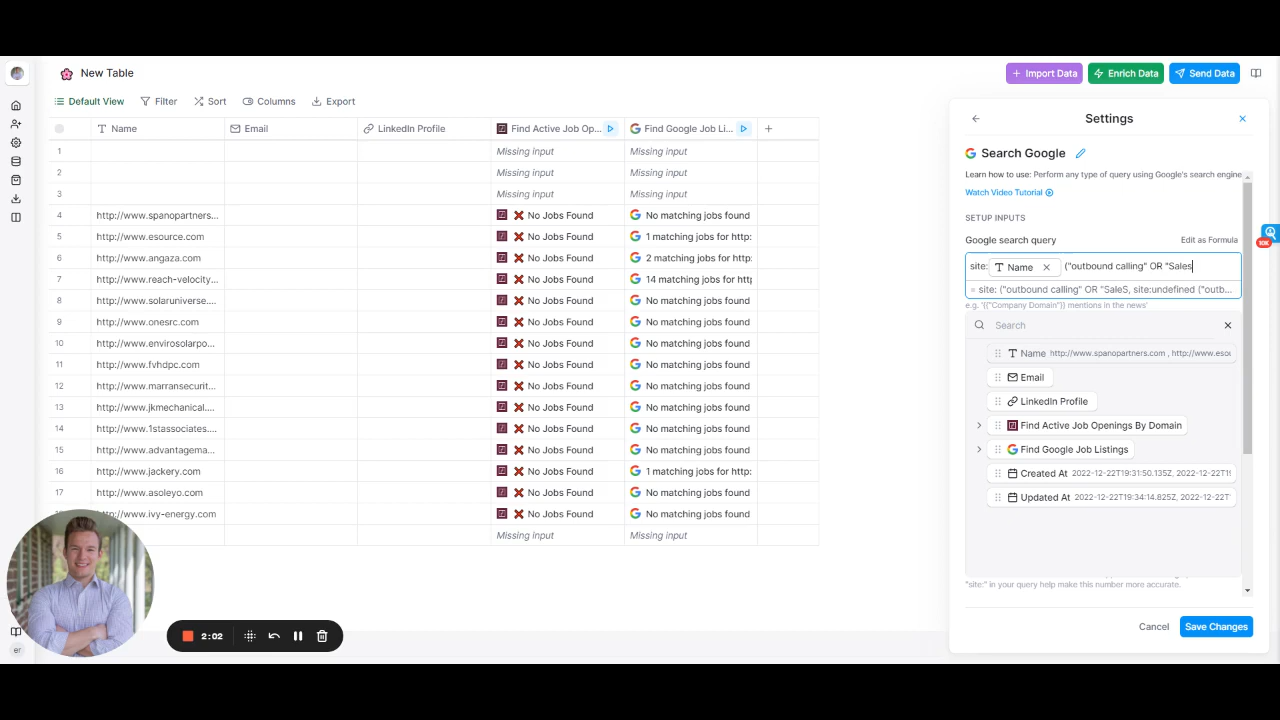 New Table
Import Data
Enrich Data
Send Data
Default View
Filter
Sort
Columns
Export
Name
Email
LinkedIn Profile
Find Active Job Op...
Find Google Job Li...
1 Missing input Missing input
2 Missing input Missing input
3 Missing input Missing input
4 http://www.spanopartners... No Jobs Found No matching jobs found
5 http://www.esource.com No Jobs Found 1 matching jobs for http:
6 http://www.angaza.com No Jobs Found 2 matching jobs for http:
7 http://www.reach-velocity... No Jobs Found 14 matching jobs for http
8 http://www.solaruniverse.... No Jobs Found No matching jobs found
9 http://www.onesrc.com No Jobs Found No matching jobs found
10 http://www.envirosolarpo... No Jobs Found No matching jobs found
11 http://www.fvhdpc.com No Jobs Found No matching jobs found
12 http://www.marransecurit... No Jobs Found No matching jobs found
13 http://www.jkmechanical.... No Jobs Found No matching jobs found
14 http://www.1stassociates.... No Jobs Found No matching jobs found
15 http://www.advantagema... No Jobs Found No matching jobs found
16 http://www.jackery.com No Jobs Found 1 matching jobs for http:
17 http://www.asoleyo.com No Jobs Found No matching jobs found
http://www.ivy-energy.com No Jobs Found No matching jobs found
Missing input Missing input
2:02
er
Settings
Search Google
Learn how to use: Perform any type of query using Google's search engine
Watch Video Tutorial
SETUP INPUTS
Google search query
Edit as Formula
site: Name ("outbound calling" OR "Sales
= site: ("outbound calling" OR "SaleS, site:undefined ("outb...
e.g. '{{"Company Domain"}} mentions in the news'
Search
Name http://www.spanopartners.com , http://www.esou
Email
LinkedIn Profile
Find Active Job Openings By Domain
Find Google Job Listings
Created At 2022-12-22T19:31:50.135Z, 2022-12-22T19
Updated At 2022-12-22T19:34:14.825Z, 2022-12-22T
"site:" in your query help make this number more accurate.
Cancel
Save Changes
10K